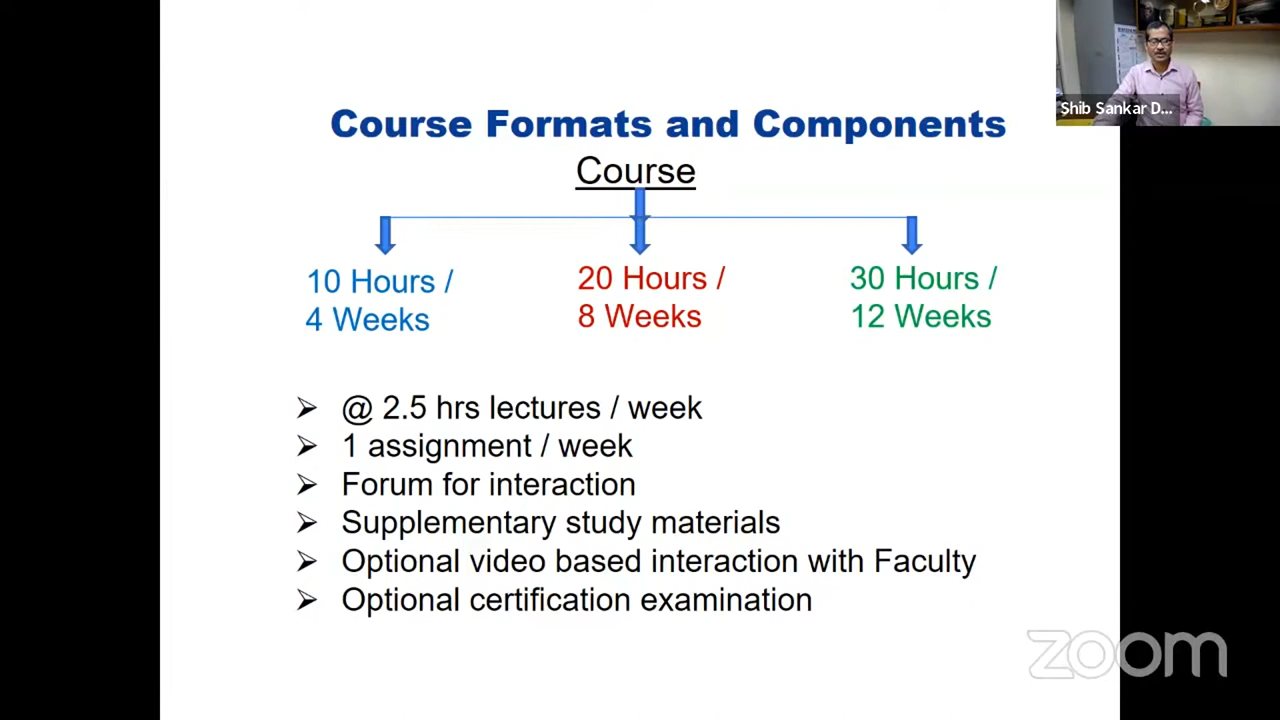 Shib Sankar D...
Course Formats and Components
Course
10 Hours /
4 Weeks
20 Hours /
8 Weeks
30 Hours /
12 Weeks
➢ @ 2.5 hrs lectures / week
➢ 1 assignment / week
➢ Forum for interaction
➢ Supplementary study materials
➢ Optional video based interaction with Faculty
➢ Optional certification examination
zoom